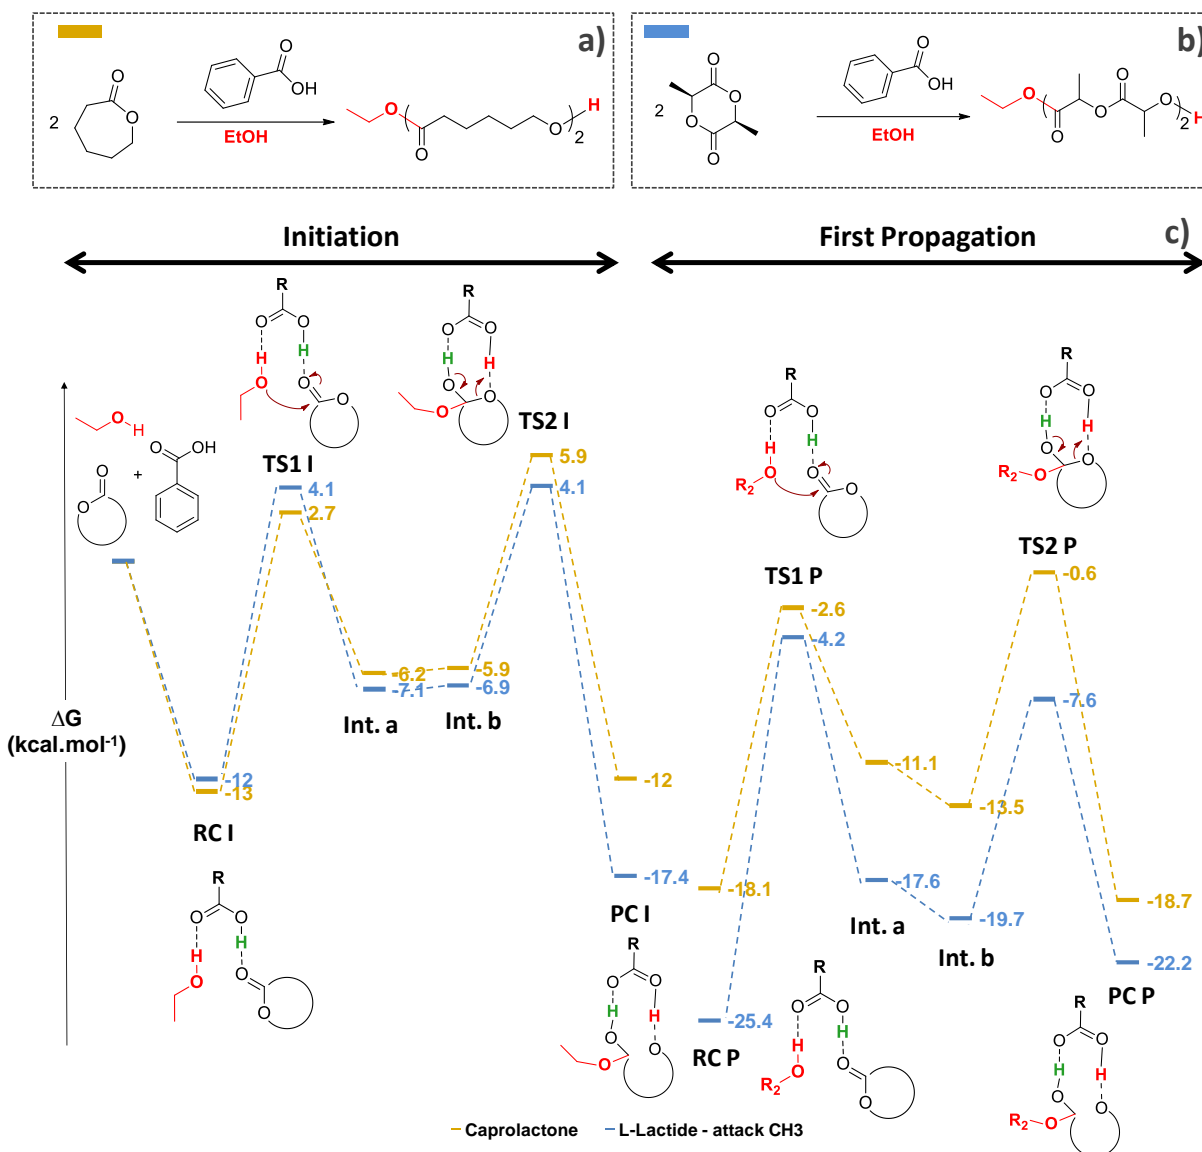 a)
2
O
O
O
OH
EtOH
O
O
O
2
H
b)
2
O
O
O
O
O
OH
EtOH
O
O
O
O
O
2
H
c)
Initiation
First Propagation
R
O
O
H
H
O
O
O
TS1 I
R
O
O
H
H
O
O
O
TS2 I
R
O
O
H
H
R2
O
O
O
TS1 P
R
O
O
H
H
O
R2
O
O
TS2 P
O
H
O
O
+
O
OH
ΔG
(kcal.mol-1)
4.1
2.7
5.9
4.1
-2.6
-4.2
-0.6
-7.6
-6.2
-7.1
-5.9
-6.9
Int. a
Int. b
-12
-13
RC I
-12
-17.4
PC I
-18.1
-25.4
RC P
-11.1
-17.6
Int. a
-13.5
-19.7
Int. b
-18.7
-22.2
PC P
R
O
O
H
H
O
O
O
R
O
O
H
H
O
O
O
R
O
O
H
H
R2
O
O
O
R
O
O
H
H
O
R2
O
O
Caprolactone
L-Lactide - attack CH3